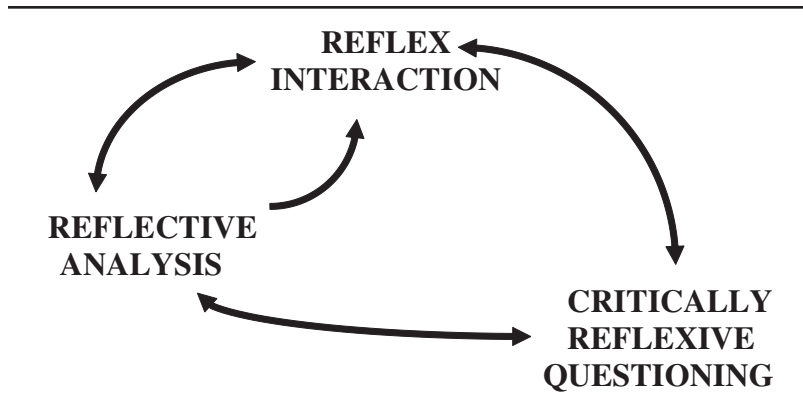 REFLEX
INTERACTION
REFLECTIVE
ANALYSIS
CRITICALLY
REFLEXIVE
QUESTIONING